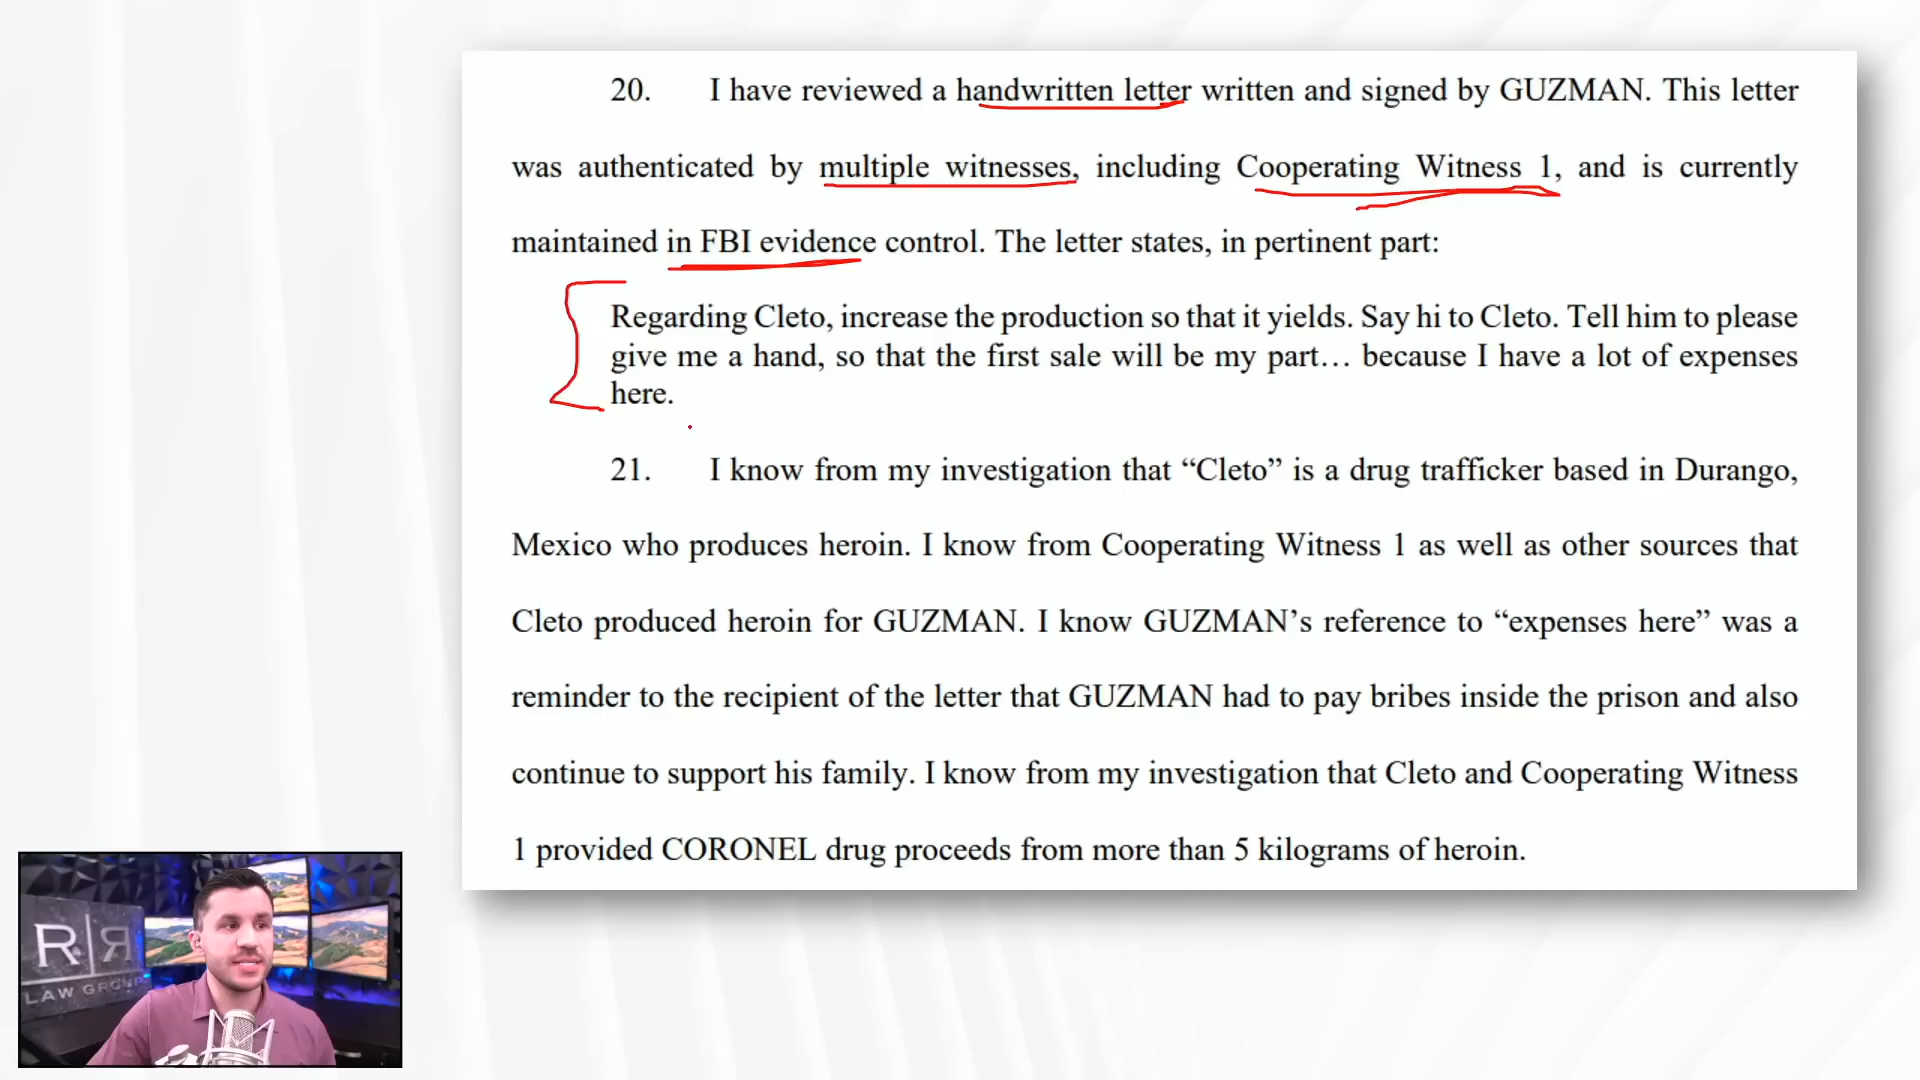 20. I have reviewed a handwritten letter written and signed by GUZMAN. This letter
was authenticated by multiple witnesses, including Cooperating Witness 1, and is currently
maintained in FBI evidence control. The letter states, in pertinent part:
Regarding Cleto, increase the production so that it yields. Say hi to Cleto. Tell him to please
give me a hand, so that the first sale will be my part… because I have a lot of expenses
here.
21. I know from my investigation that “Cleto” is a drug trafficker based in Durango,
Mexico who produces heroin. I know from Cooperating Witness 1 as well as other sources that
Cleto produced heroin for GUZMAN. I know GUZMAN’s reference to “expenses here” was a
reminder to the recipient of the letter that GUZMAN had to pay bribes inside the prison and also
continue to support his family. I know from my investigation that Cleto and Cooperating Witness
1 provided CORONEL drug proceeds from more than 5 kilograms of heroin.
R|R
LAW GROUP